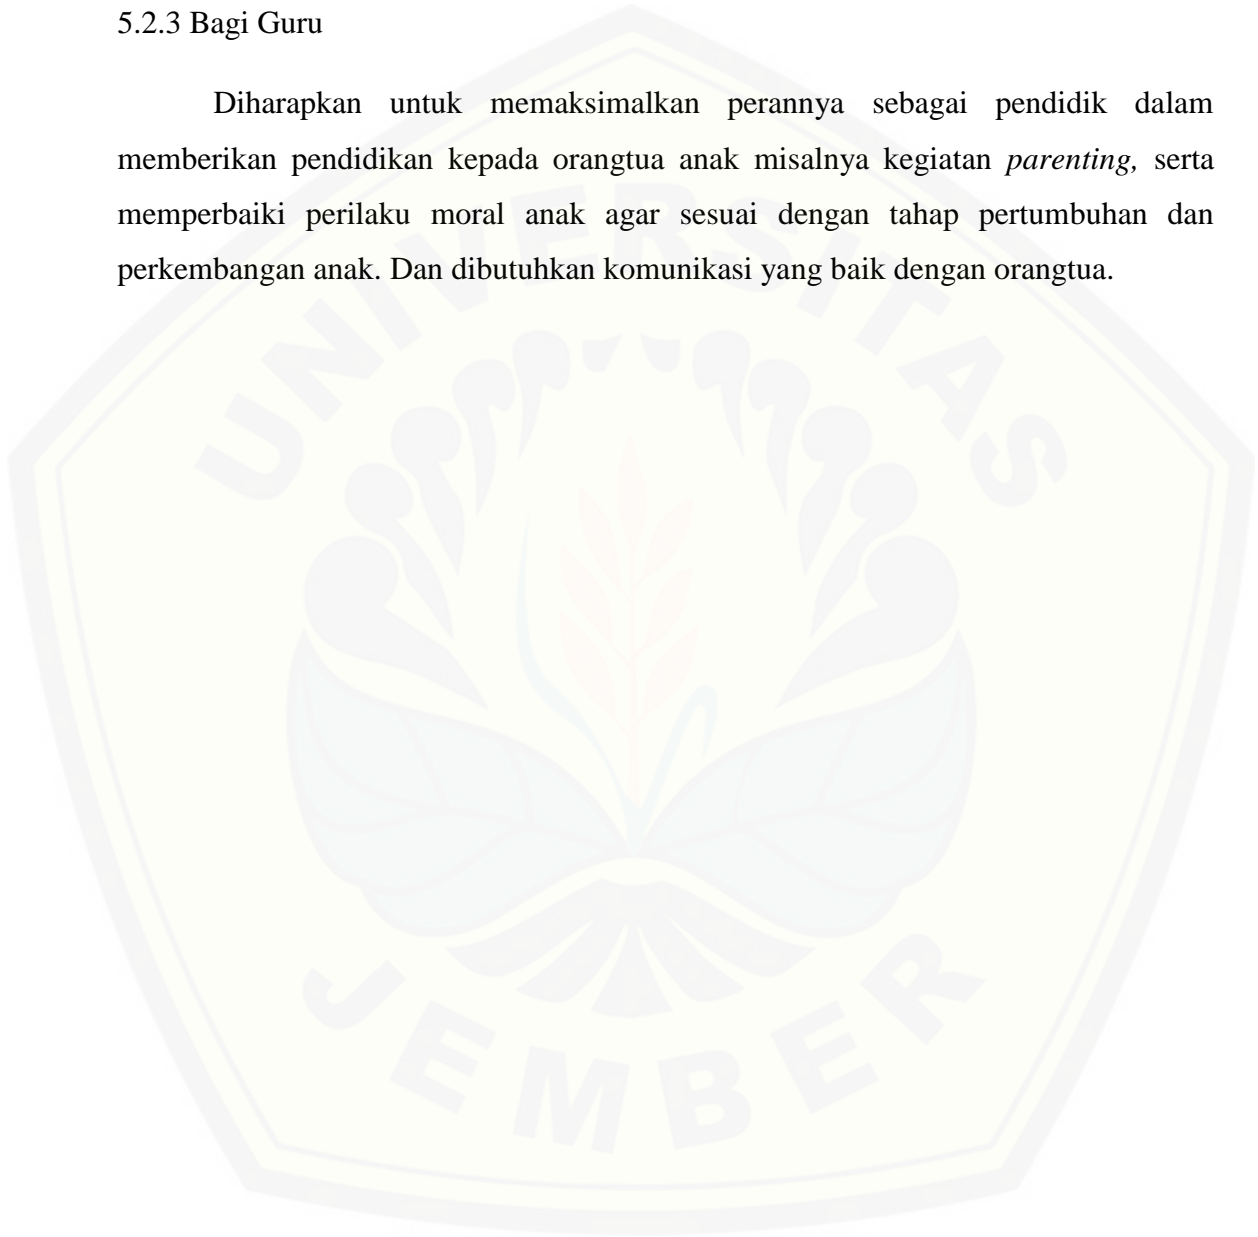 5.2.3 Bagi Guru
Diharapkan untuk memaksimalkan perannya sebagai pendidik dalam
memberikan pendidikan kepada orangtua anak misalnya kegiatan parenting, serta
memperbaiki perilaku moral anak agar sesuai dengan tahap pertumbuhan dan
perkembangan anak. Dan dibutuhkan komunikasi yang baik dengan orangtua.
UNIVERSITAS
JEMBER